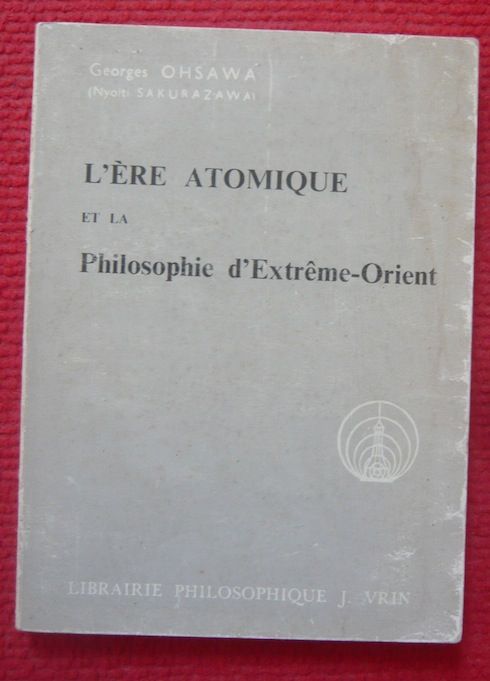 Georges OHSAWA
(Nyoiti SAKURAZAWA)
L'ÈRE ATOMIQUE
ET LA
Philosophie d'Extrême-Orient
LIBRAIRIE PHILOSOPHIQUE J. VRIN